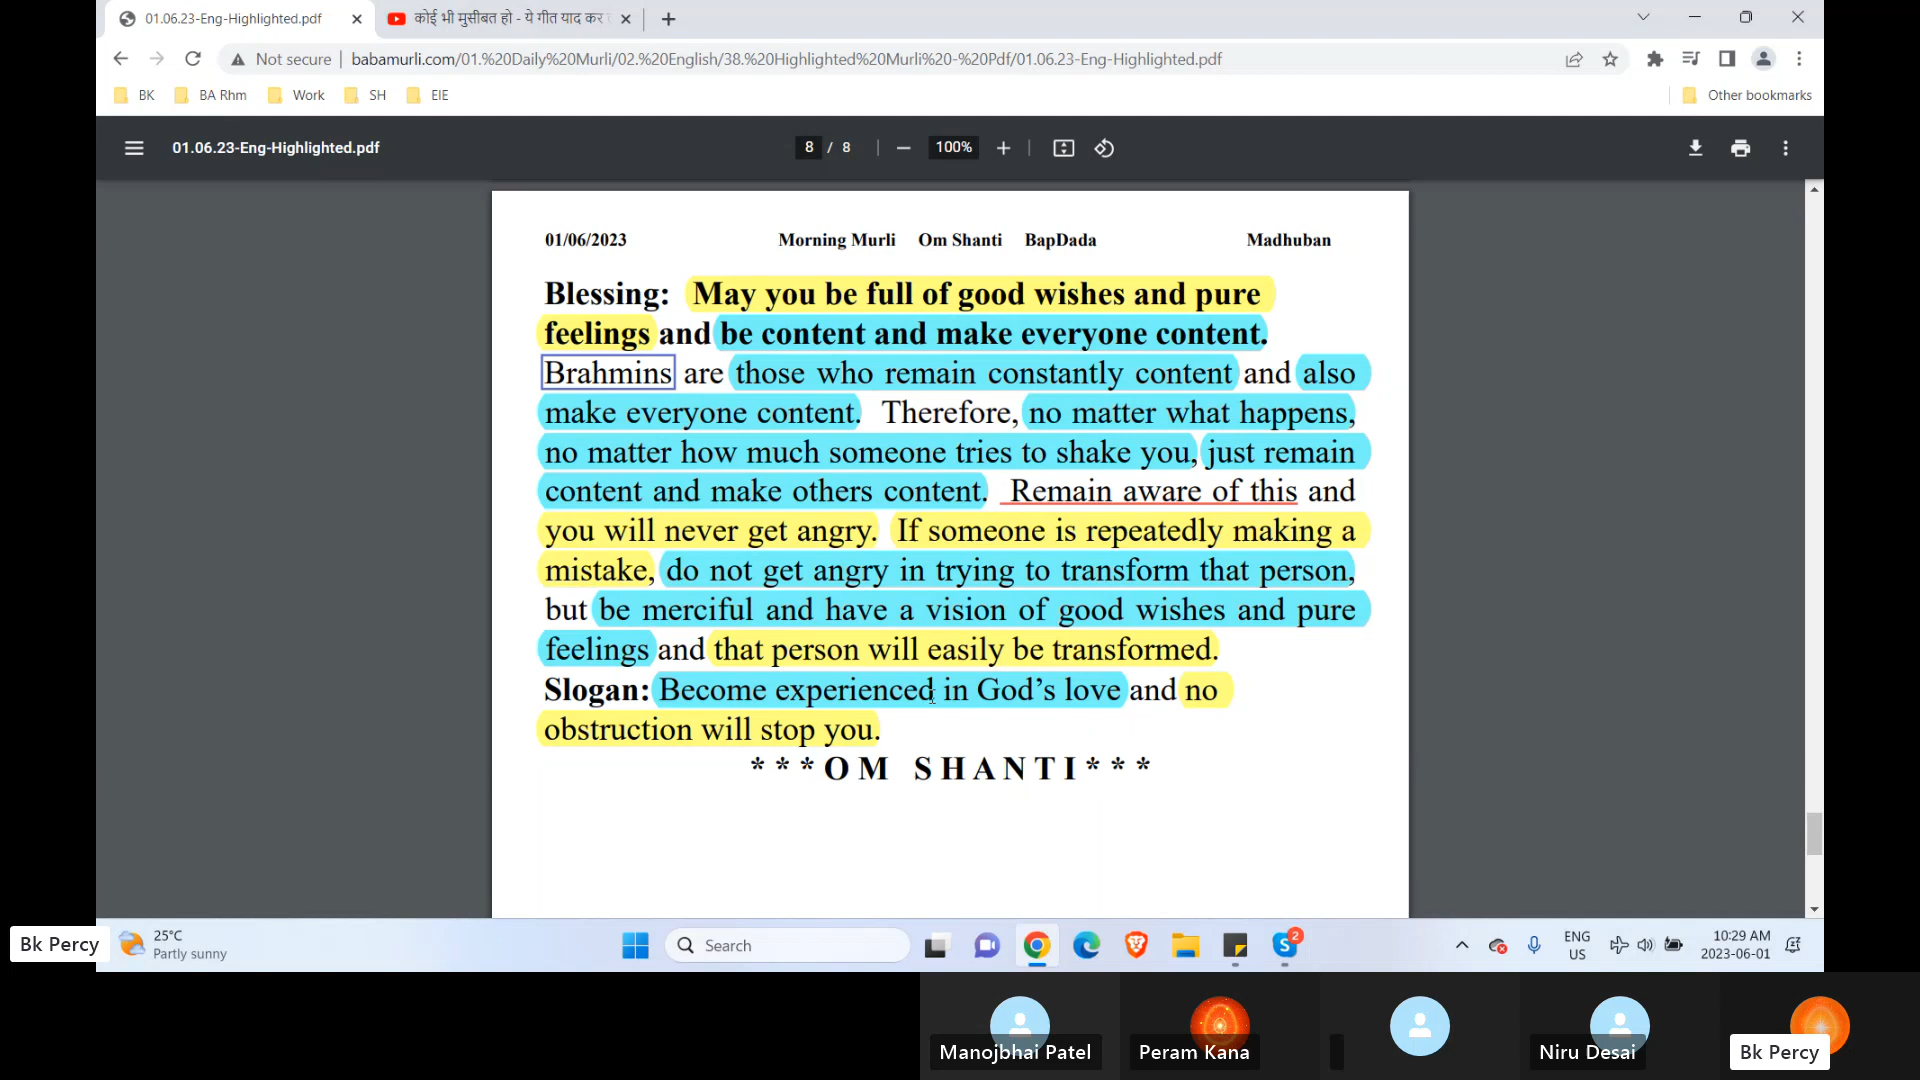 01.06.23-Eng-Highlighted.pdf
कोई भी मुसीबत हो - ये गीत याद कर
Not secure
babamurli.com/01.%20Daily%20Murli/02.%20English/38.%20Highlighted%20Murli%20-%20Pdf/01.06.23-Eng-Highlighted.pdf
BK BA Rhm Work SH EIE Other bookmarks
01.06.23-Eng-Highlighted.pdf 8 / 8 100%
01/06/2023 Morning Murli Om Shanti BapDada Madhuban
Blessing: May you be full of good wishes and pure
feelings and be content and make everyone content.
Brahmins are those who remain constantly content and also
make everyone content. Therefore, no matter what happens,
no matter how much someone tries to shake you, just remain
content and make others content. Remain aware of this and
you will never get angry. If someone is repeatedly making a
mistake, do not get angry in trying to transform that person,
but be merciful and have a vision of good wishes and pure
feelings and that person will easily be transformed.
Slogan: Become experienced in God’s love and no
obstruction will stop you.
***OM SHANTI***
Bk Percy
25°C
Partly sunny
Search
S
2
ENG
US
10:29 AM
2023-06-01
Manojbhai Patel
Peram Kana
Niru Desai
Bk Percy